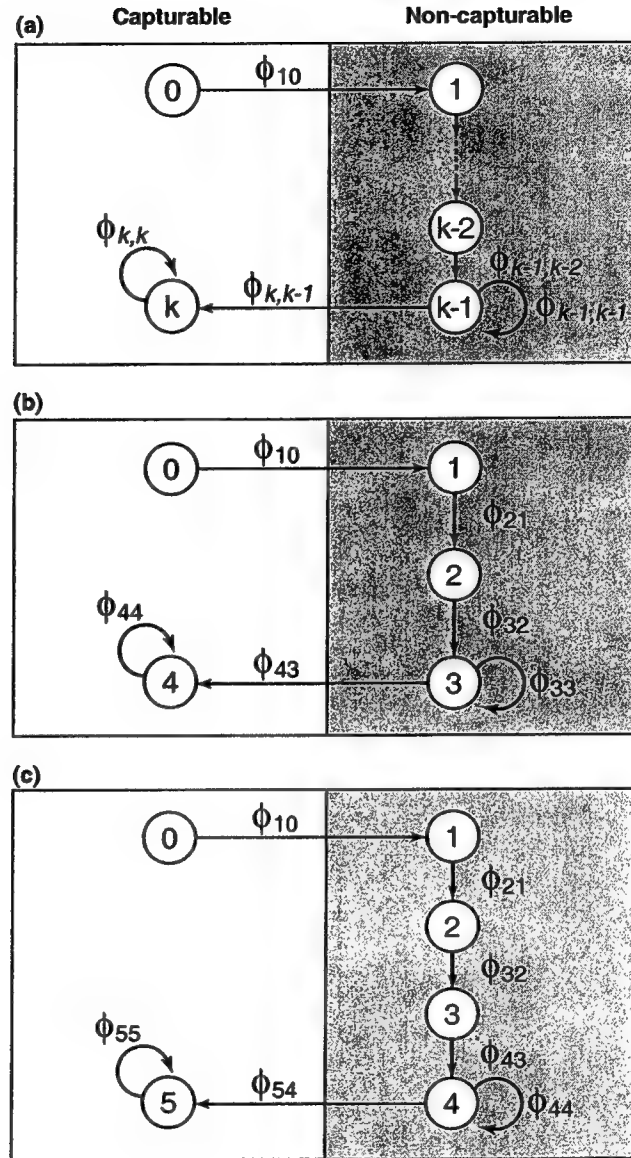 Capturable Non-capturable
(a)
0 ϕ10 1
k-2
ϕk,k ϕk-1,k-2
k ϕk,k-1 k-1 ϕk-1,k-1
(b)
0 ϕ10 1
ϕ21
2
ϕ44 ϕ32
4 ϕ43 3 ϕ33
(c)
0 ϕ10 1
ϕ21
2
ϕ32
3
ϕ55 ϕ43
5 ϕ54 4 ϕ44